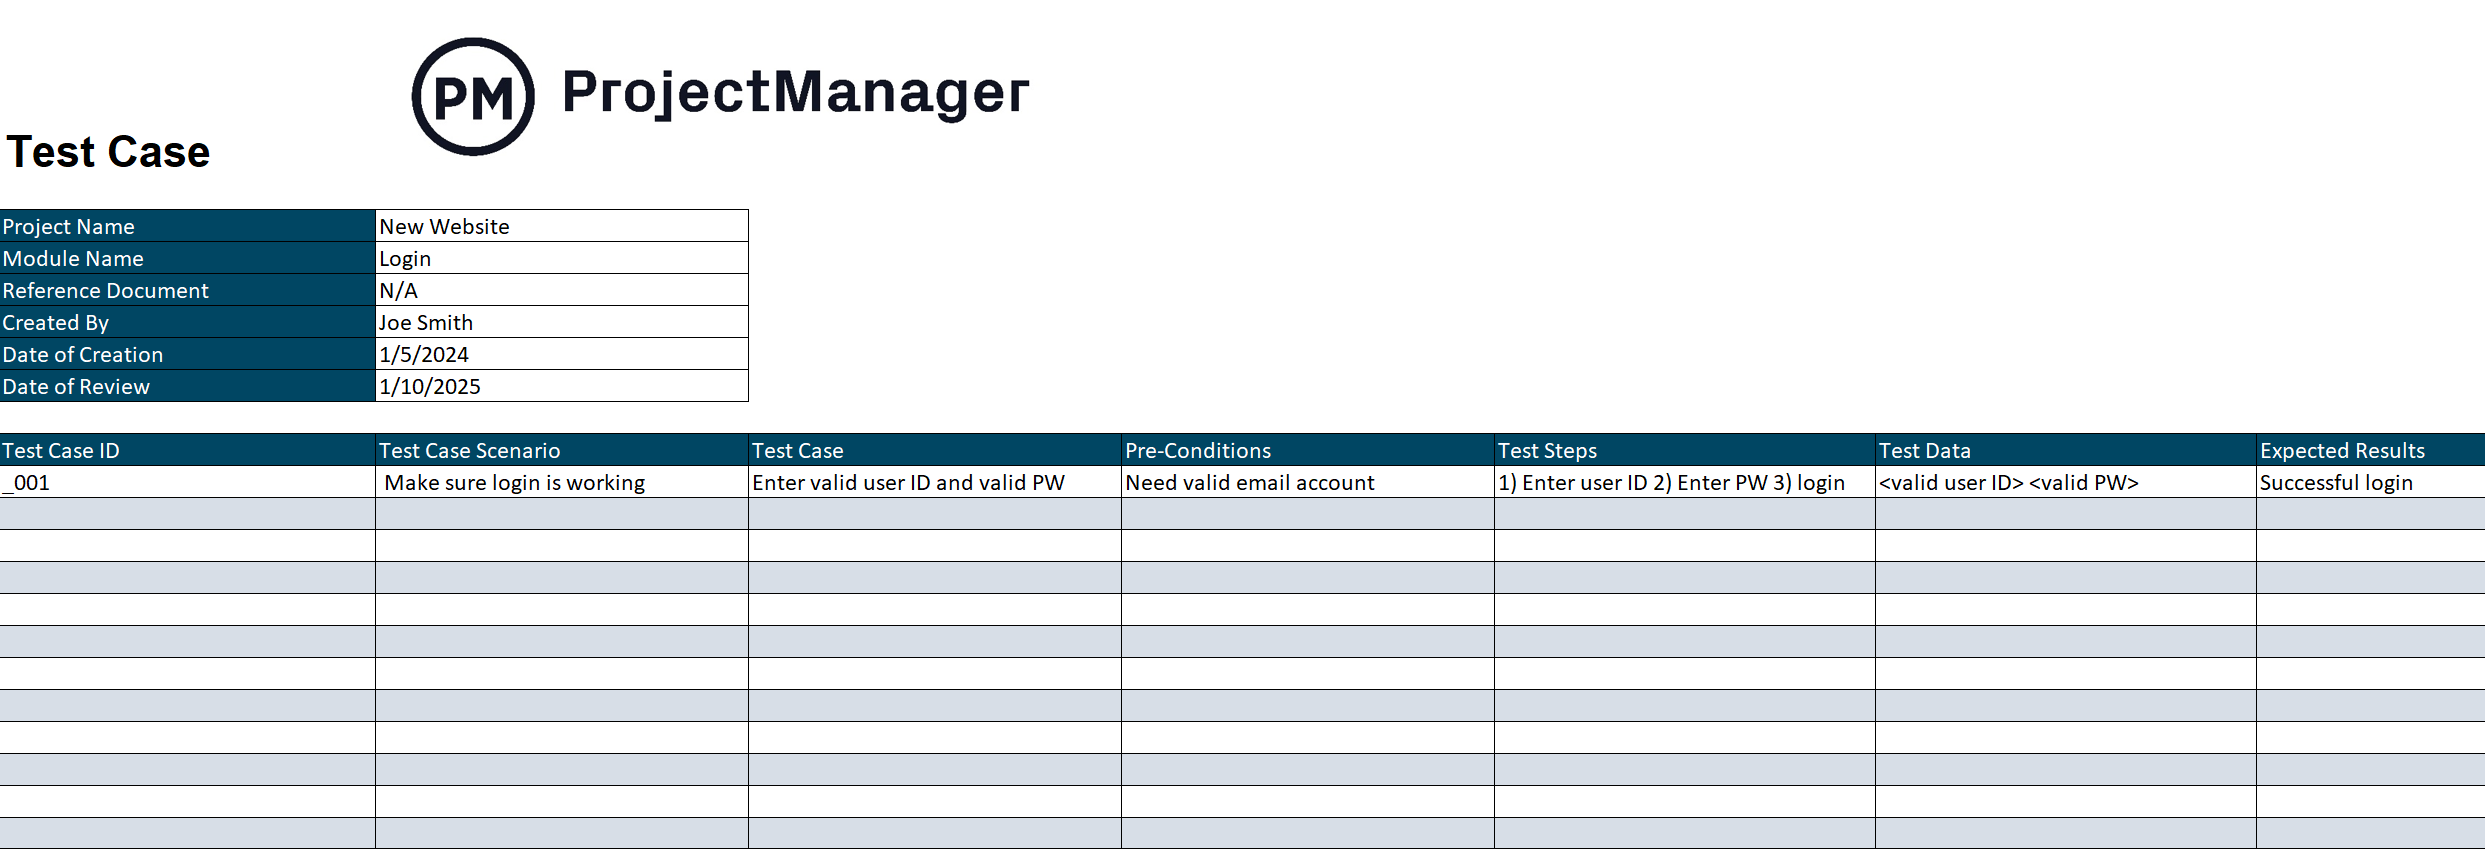 PM ProjectManager
Test Case
Project Name New Website
Module Name Login
Reference Document N/A
Created By Joe Smith
Date of Creation 1/5/2024
Date of Review 1/10/2025
Test Case ID Test Case Scenario Test Case Pre-Conditions Test Steps Test Data Expected Results
_001 Make sure login is working Enter valid user ID and valid PW Need valid email account 1) Enter user ID 2) Enter PW 3) login <valid user ID> <valid PW> Successful login